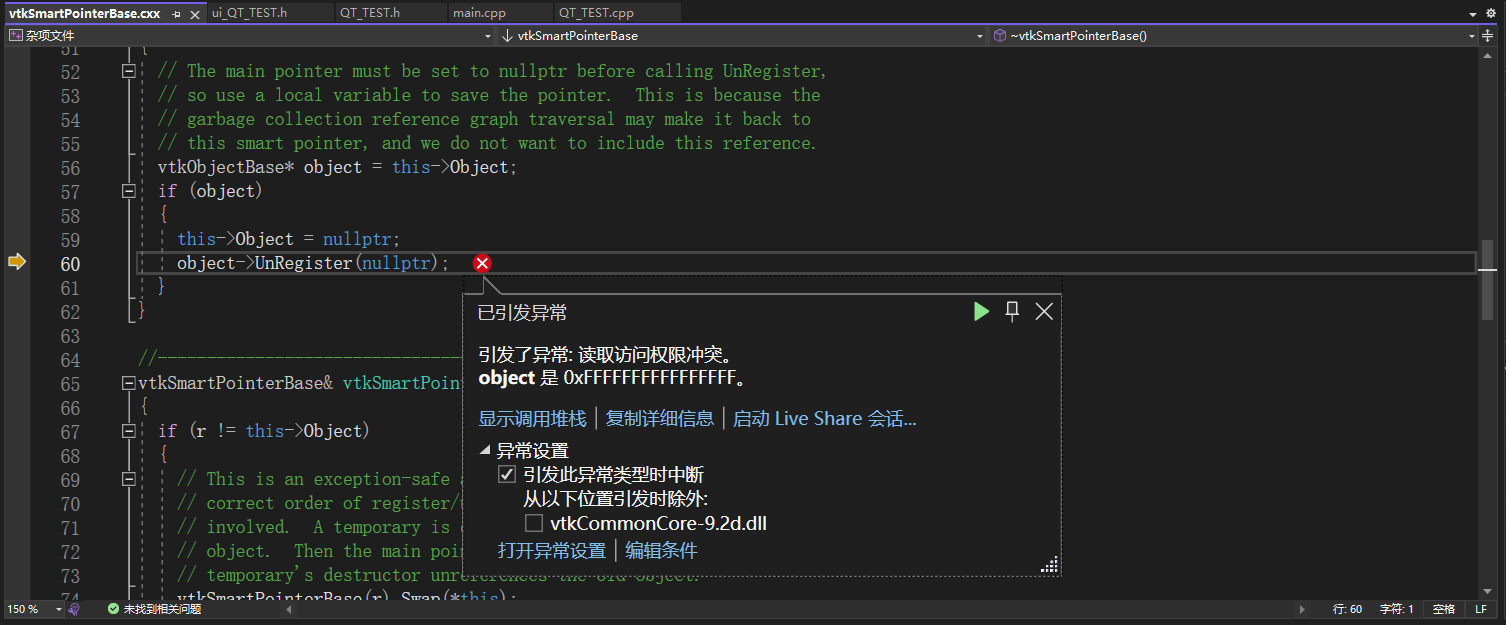 vtkSmartPointerBase.cxx ui_QT_TEST.h QT_TEST.h main.cpp QT_TEST.cpp
杂项文件 vtkSmartPointerBase ~vtkSmartPointerBase()
51 {
52 // The main pointer must be set to nullptr before calling UnRegister,
53 // so use a local variable to save the pointer.  This is because the
54 // garbage collection reference graph traversal may make it back to
55 // this smart pointer, and we do not want to include this reference.
56 vtkObjectBase* object = this->Object;
57 if (object)
58 {
59 this->Object = nullptr;
60 object->UnRegister(nullptr);
61 }
62 }
63
64 //--------------------------------
65 vtkSmartPointerBase& vtkSmartPoin
66 {
67 if (r != this->Object)
68 {
69 // This is an exception-safe
70 // correct order of register/
71 // involved.  A temporary is
72 // object.  Then the main poi
73 // temporary's destructor unreferences the old object.
74 vtkSmartPointerBase(r).Swap(*this);
已引发异常
引发了异常: 读取访问权限冲突。
object 是 0xFFFFFFFFFFFFFFFF。
显示调用堆栈 | 复制详细信息 | 启动 Live Share 会话...
异常设置
引发此异常类型时中断
从以下位置引发时除外:
vtkCommonCore-9.2d.dll
打开异常设置 | 编辑条件
150 % 未找到相关问题 行: 60 字符: 1 空格 LF